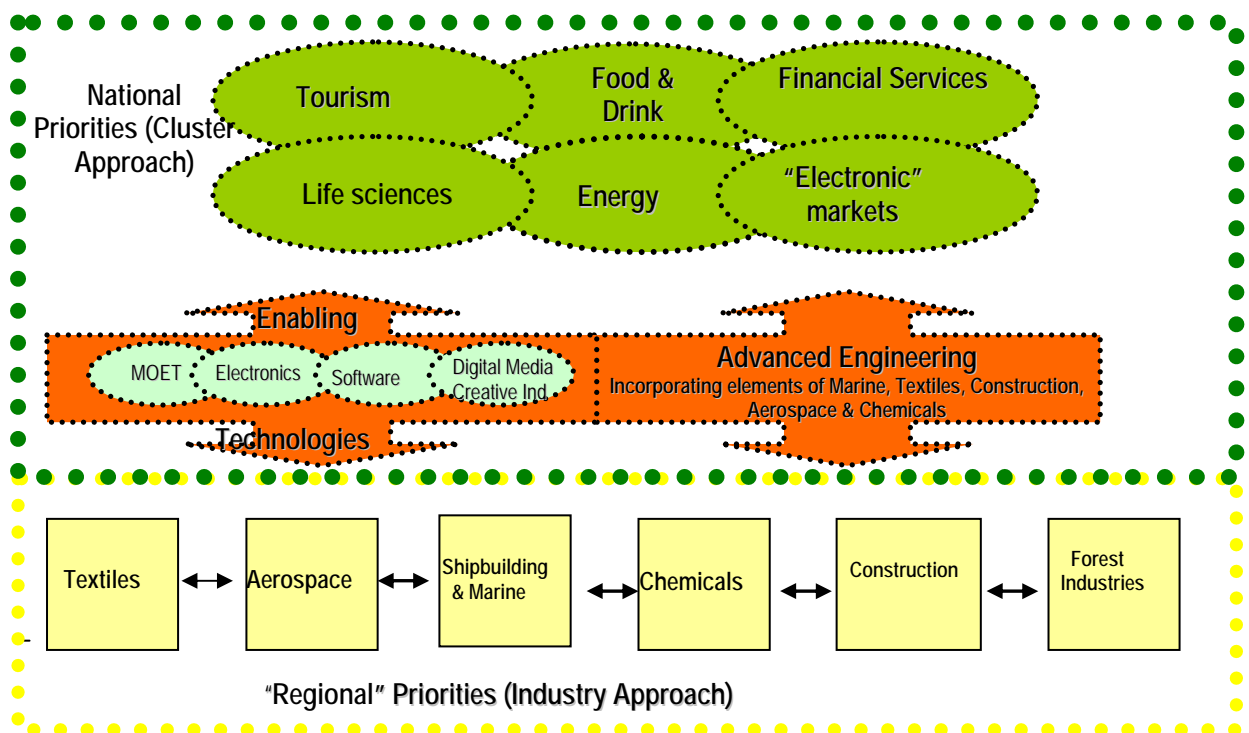 National
Priorities (Cluster
Approach)
Tourism
Food &
Drink
Financial Services
Life sciences
Energy
“Electronic”
markets
Enabling
MOET
Electronics
Software
Digital Media
Creative Ind
Technologies
Advanced Engineering
Incorporating elements of Marine, Textiles, Construction,
Aerospace & Chemicals
Textiles
Aerospace
Shipbuilding
& Marine
Chemicals
Construction
Forest
Industries
-
“Regional” Priorities (Industry Approach)